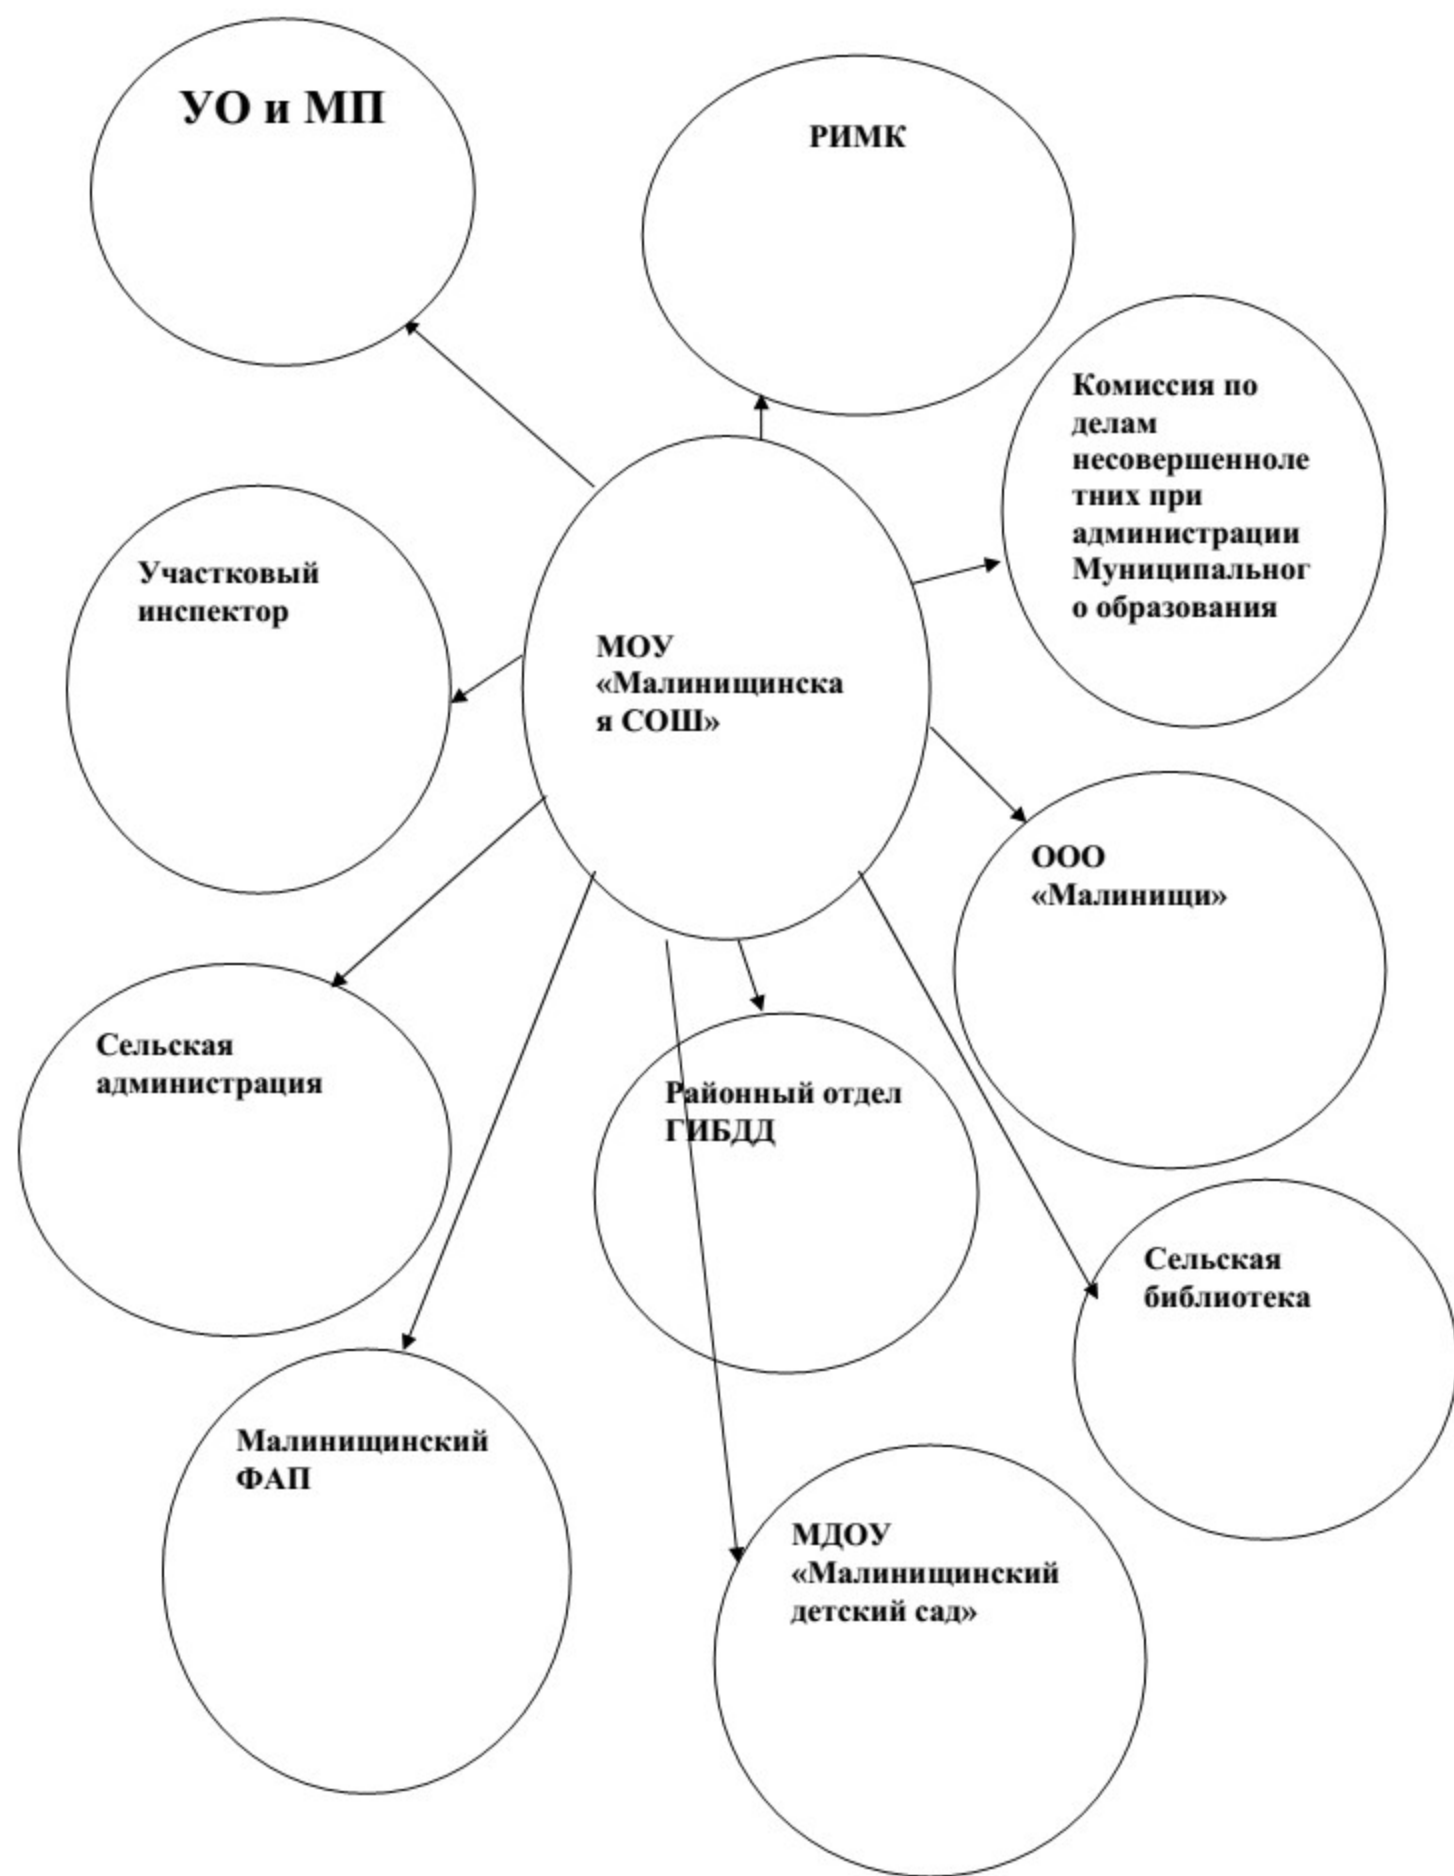 УО и МП
РИМК
Комиссия по
делам
несовершенноле
тних при
администрации
Муниципальног
о образования
Участковый
инспектор
МОУ
«Малинищинска
я СОШ»
ООО
«Малинищи»
Сельская
администрация
Районный отдел
ГИБДД
Сельская
библиотека
Малинищинский
ФАП
МДОУ
«Малинищинский
детский сад»